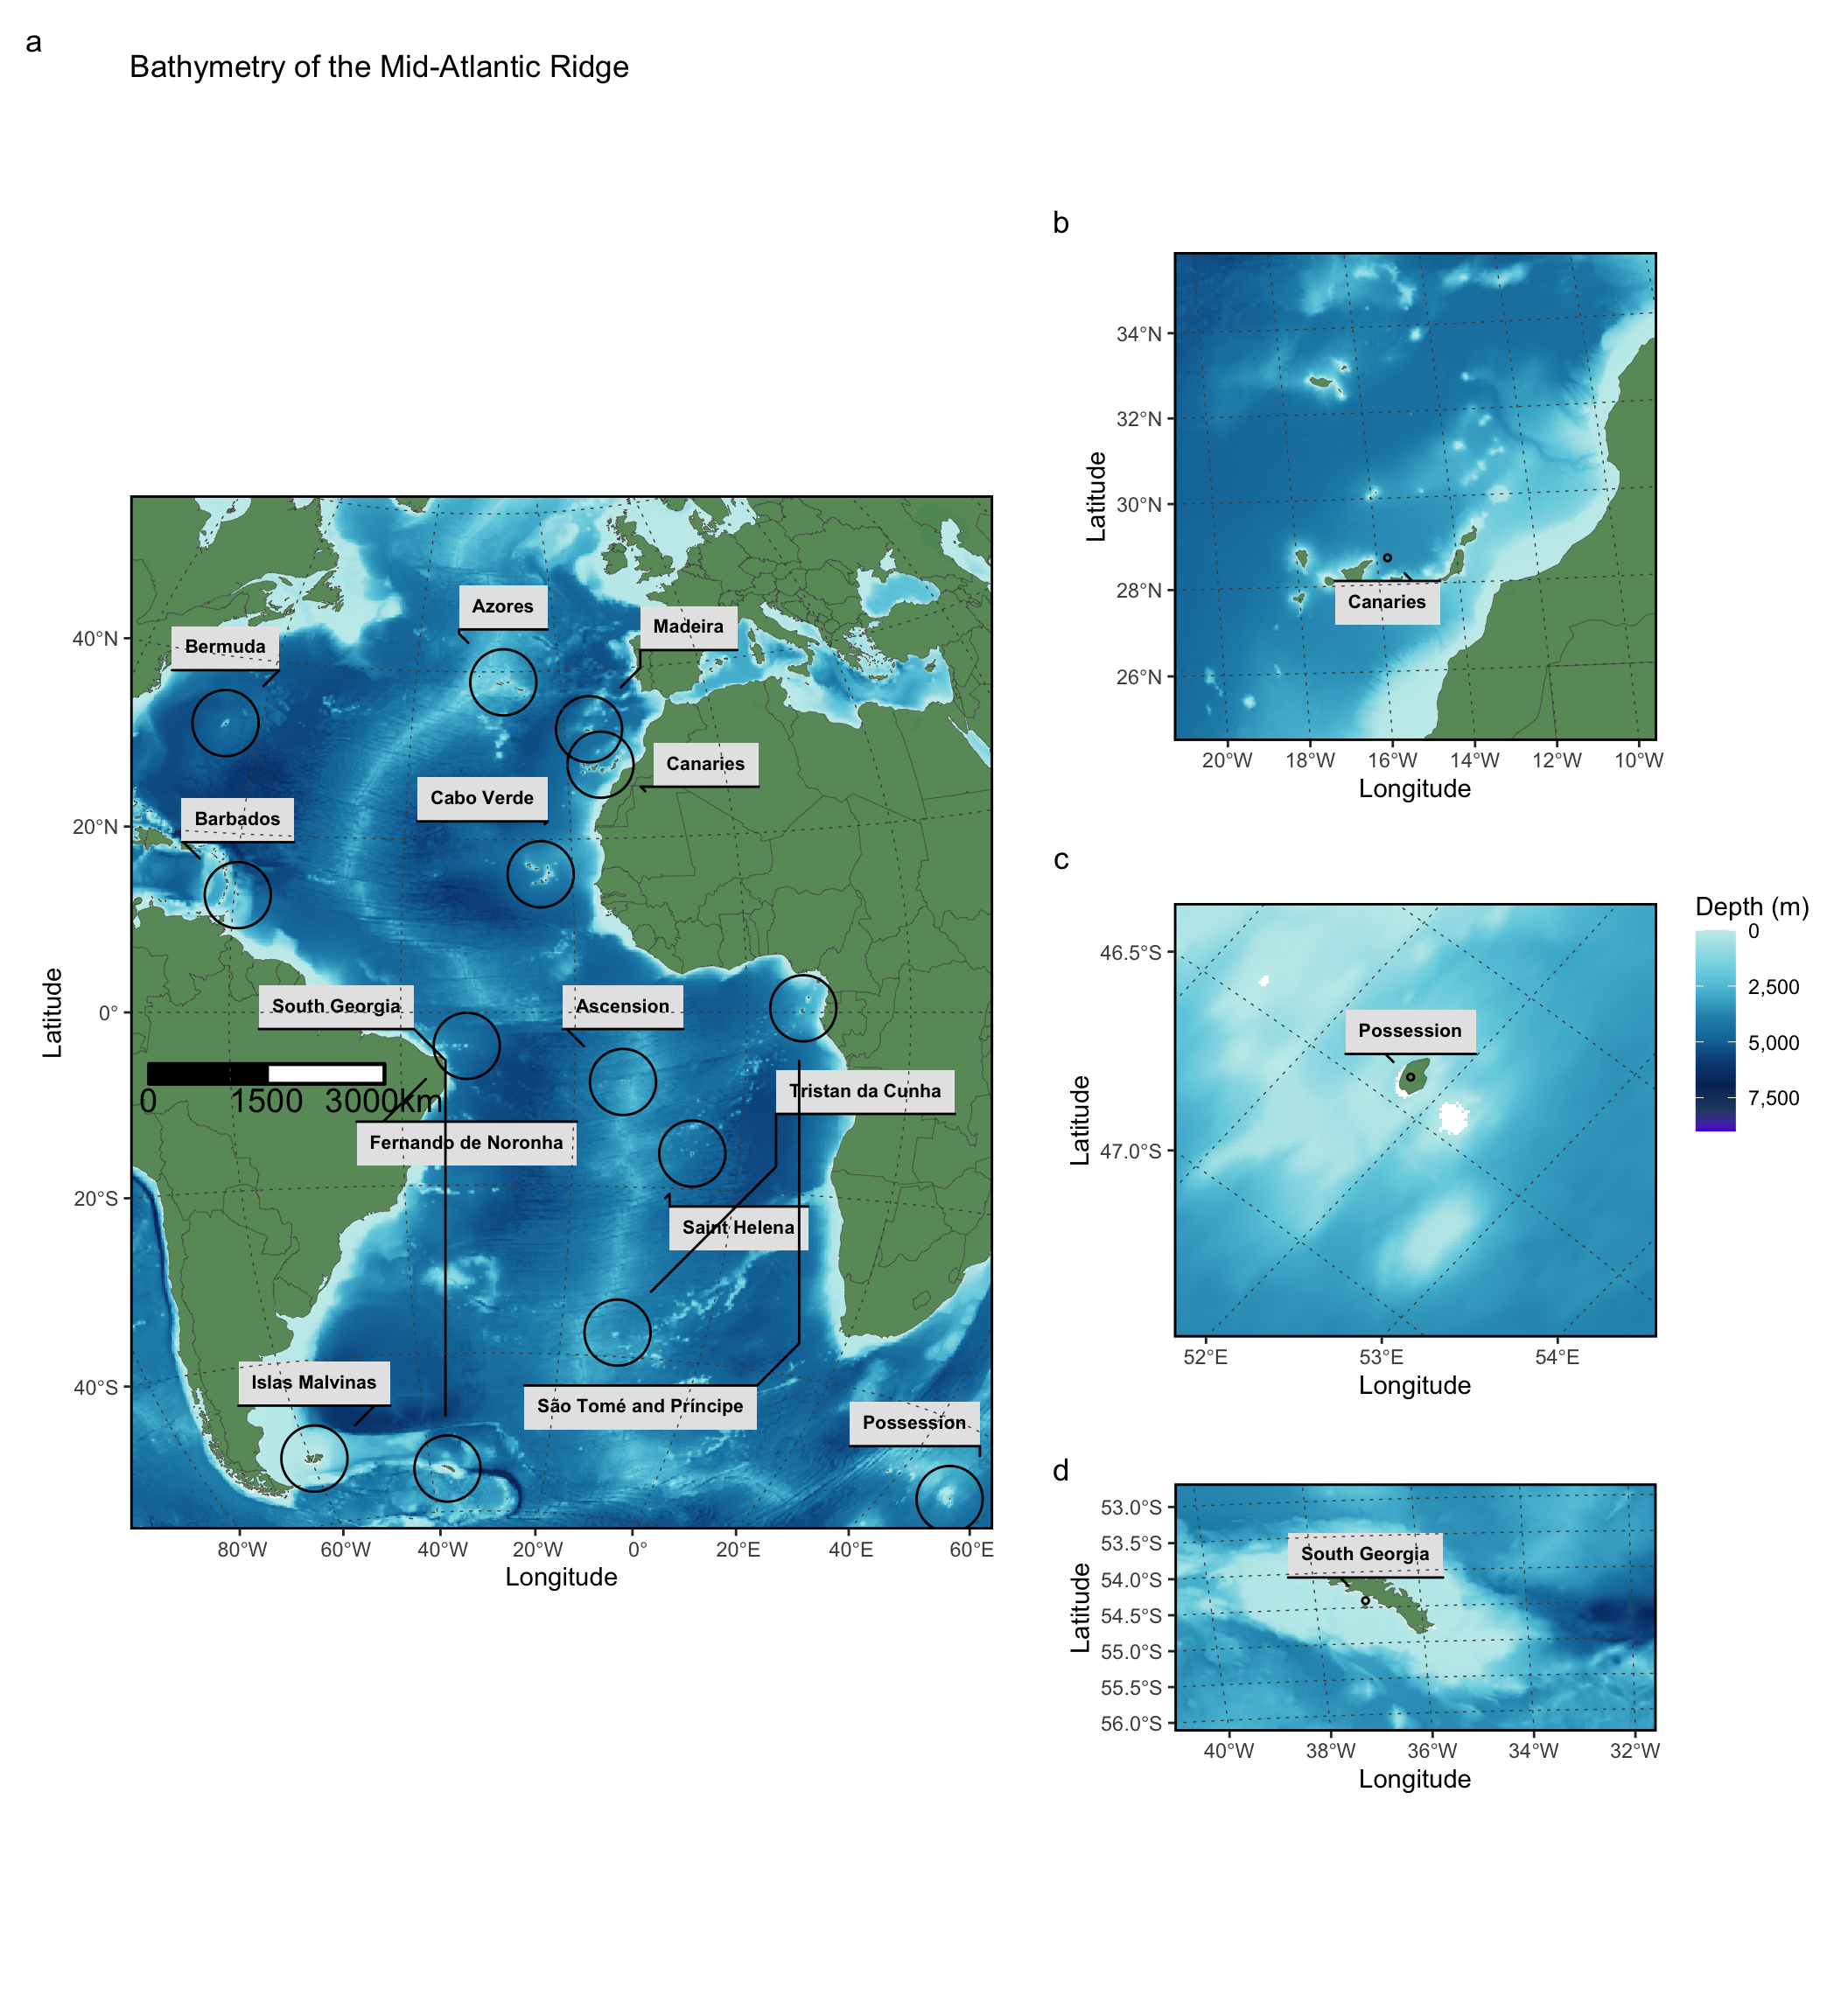 a
Bathymetry of the Mid-Atlantic Ridge
Latitude
40°N
20°N
0°
20°S
40°S
Azores
Madeira
Bermuda
Canaries
Cabo Verde
Barbados
South Georgia
Ascension
Tristan da Cunha
0 1500 3000km
Fernando de Noronha
Saint Helena
Islas Malvinas
São Tomé and Príncipe
Possession
80°W 60°W 40°W 20°W 0° 20°E 40°E 60°E
Longitude
b
Latitude
34°N
32°N
30°N
28°N
26°N
Canaries
20°W 18°W 16°W 14°W 12°W 10°W
Longitude
c
Latitude
46.5°S
47.0°S
Possession
52°E 53°E 54°E
Longitude
Depth (m)
0
2,500
5,000
7,500
d
Latitude
53.0°S
53.5°S
54.0°S
54.5°S
55.0°S
55.5°S
56.0°S
South Georgia
40°W 38°W 36°W 34°W 32°W
Longitude